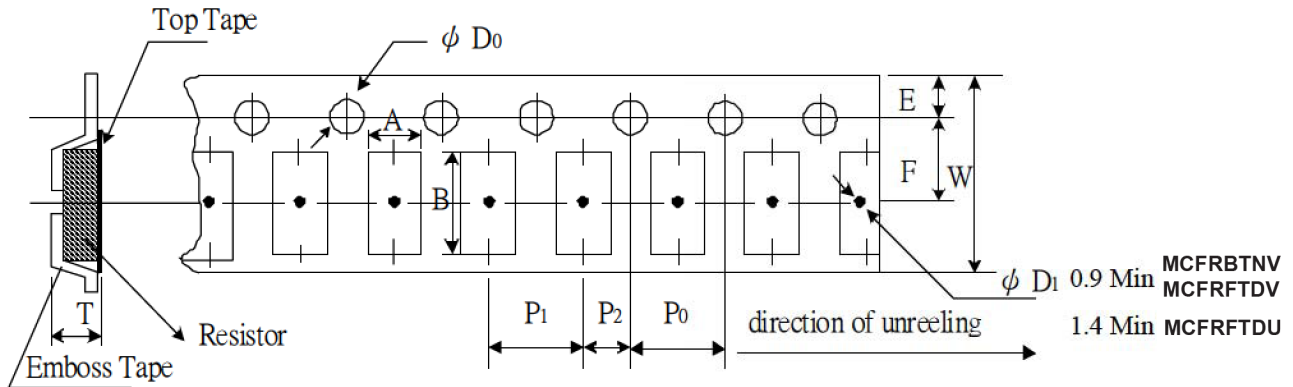 Top Tape
ϕ D0
A
E
F
W
B
T
Resistor
Emboss Tape
P1
P2
P0
direction of unreeling
ϕ D1 0.9 Min MCFRBTNV
MCFRFTDV
1.4 Min MCFRFTDU